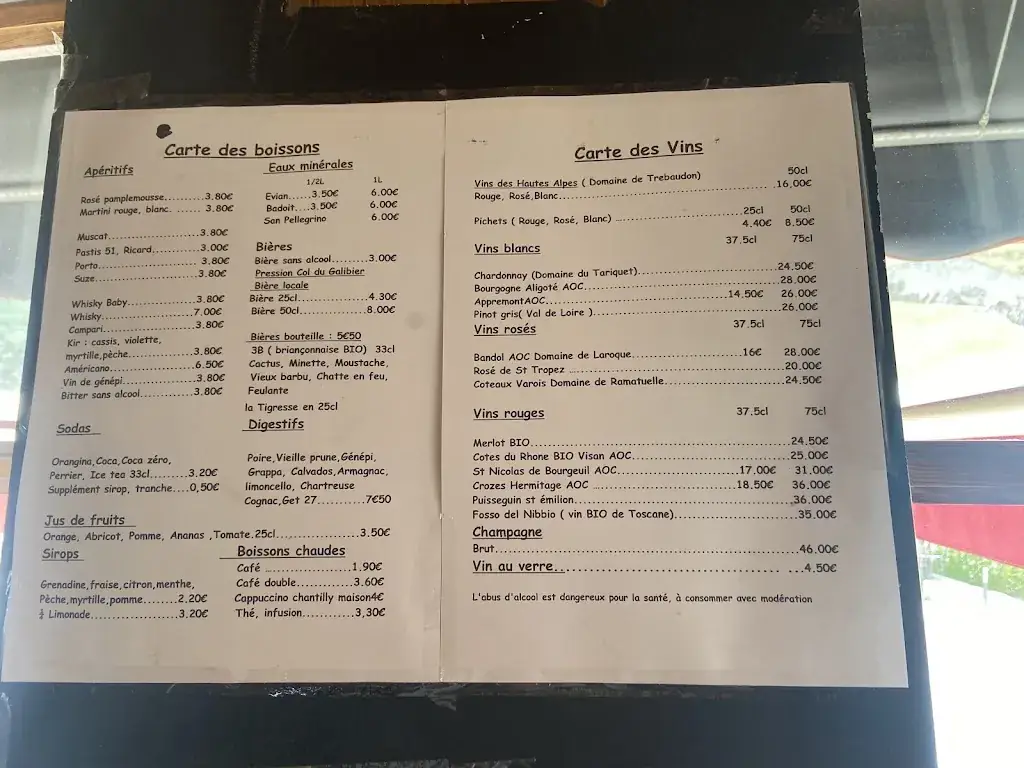 Carte des boissons
Apéritifs
Rosé pamplemousse..........3.80€
Martini rouge, blanc. ....... 3.80€
Muscat......................3.80€
Pastis 51, Ricard............3.00€
Porto........................ 3.80€
Suze.........................3.80€
Whisky Baby.................3.80€
Whisky.......................7.00€
Campari......................3.80€
Kir : cassis, violette,
myrtille,pèche................3.80€
Américano....................6.50€
Vin de génépi.................3.80€
Bitter sans alcool.............3.80€
Sodas
Orangina,Coca,Coca zéro,
Perrier, Ice tea 33cl.........3.20€
Supplément sirop, tranche....0,50€
Jus de fruits
Orange, Abricot, Pomme, Ananas ,Tomate.25cl....................3.50€
Sirops
Grenadine,fraise,citron,menthe,
Pèche,myrtille,pomme........2.20€
½ Limonade....................3.20€
Eaux minérales
1/2L 1L
Evian......3.50€ 6.00€
Badoit....3.50€ 6.00€
San Pellegrino 6.00€
Bières
Bière sans alcool.............3.00€
Pression Col du Galibier
Bière locale
Bière 25cl....................4.30€
Bière 50cl....................8.00€
Bières bouteille : 5€50
3B ( briançonnaise BIO) 33cl
Cactus, Minette, Moustache,
Vieux barbu, Chatte en feu,
Feulante
la Tigresse en 25cl
Digestifs
Poire,Vieille prune,Génépi,
Grappa, Calvados,Armagnac,
limoncello, Chartreuse
Cognac,Get 27...........7€50
Boissons chaudes
Café ....................1.90€
Café double.............3.60€
Cappuccino chantilly maison4€
Thé, infusion............3,30€
Carte des Vins
50cl
Vins des Hautes Alpes ( Domaine de Trebaudon)
Rouge, Rosé,Blanc.......................................16,00€
25cl 50cl
Pichets ( Rouge, Rosé, Blanc) ........................4.40€ 8.50€
Vins blancs 37.5cl 75cl
Chardonnay (Domaine du Tariquet)............................24.50€
Bourgogne Aligoté AOC.......................................28.00€
AppremontAOC....................................14.50€ 26.00€
Pinot gris( Val de Loire )......................................26.00€
Vins rosés 37.5cl 75cl
Bandol AOC Domaine de Laroque......................16€ 28.00€
Rosé de St Tropez ...........................................20.00€
Coteaux Varois Domaine de Ramatuelle.........................24.50€
Vins rouges 37.5cl 75cl
Merlot BIO....................................................24.50€
Cotes du Rhone BIO Visan AOC.................................25.00€
St Nicolas de Bourgeuil AOC.......................17.00€ 31.00€
Crozes Hermitage AOC ............................18.50€ 36.00€
Puisseguin st émilion...........................................36.00€
Fosso del Nibbio ( vin BIO de Toscane).........................35.00€
Champagne
Brut...........................................................46.00€
Vin au verre..................................................4.50€
L'abus d'alcool est dangereux pour la santé, à consommer avec modération